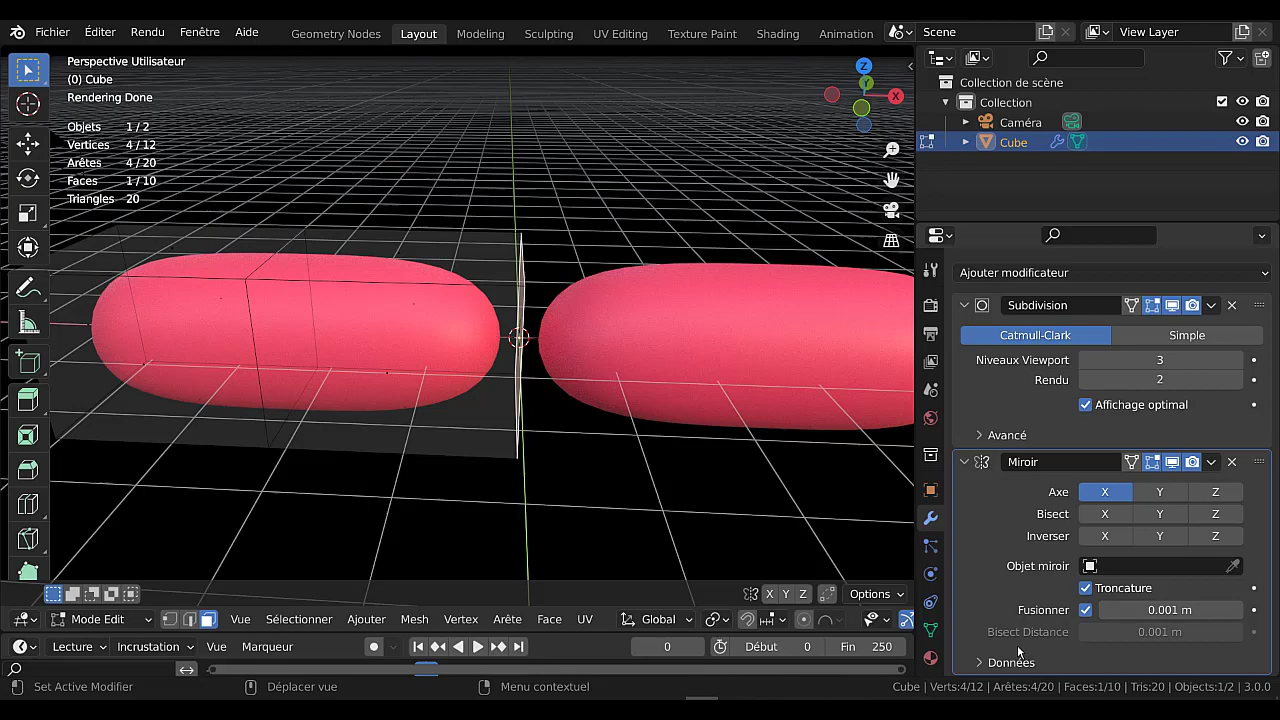 Fichier Éditer Rendu Fenêtre Aide Geometry Nodes Layout Modeling Sculpting UV Editing Texture Paint Shading Animation Scene View Layer
Perspective Utilisateur
(0) Cube
Rendering Done
Objets 1 / 2
Vertices 4 / 12
Arêtes 4 / 20
Faces 1 / 10
Triangles 20
Z
Y
X
Collection de scène
Collection
Caméra
Cube
Ajouter modificateur
Subdivision
Catmull-Clark Simple
Niveaux Viewport 3
Rendu 2
Affichage optimal
Avancé
Miroir
Axe X Y Z
Bisect X Y Z
Inverser X Y Z
Objet miroir
Troncature
Fusionner 0.001 m
Bisect Distance 0.001 m
Données
X Y Z Options
Mode Edit Vue Sélectionner Ajouter Mesh Vertex Arête Face UV Global
Lecture Incrustation Vue Marqueur 0 Début 0 Fin 250
Set Active Modifier Déplacer vue Menu contextuel Cube | Verts:4/12 | Arêtes:4/20 | Faces:1/10 | Tris:20 | Objects:1/2 | 3.0.0